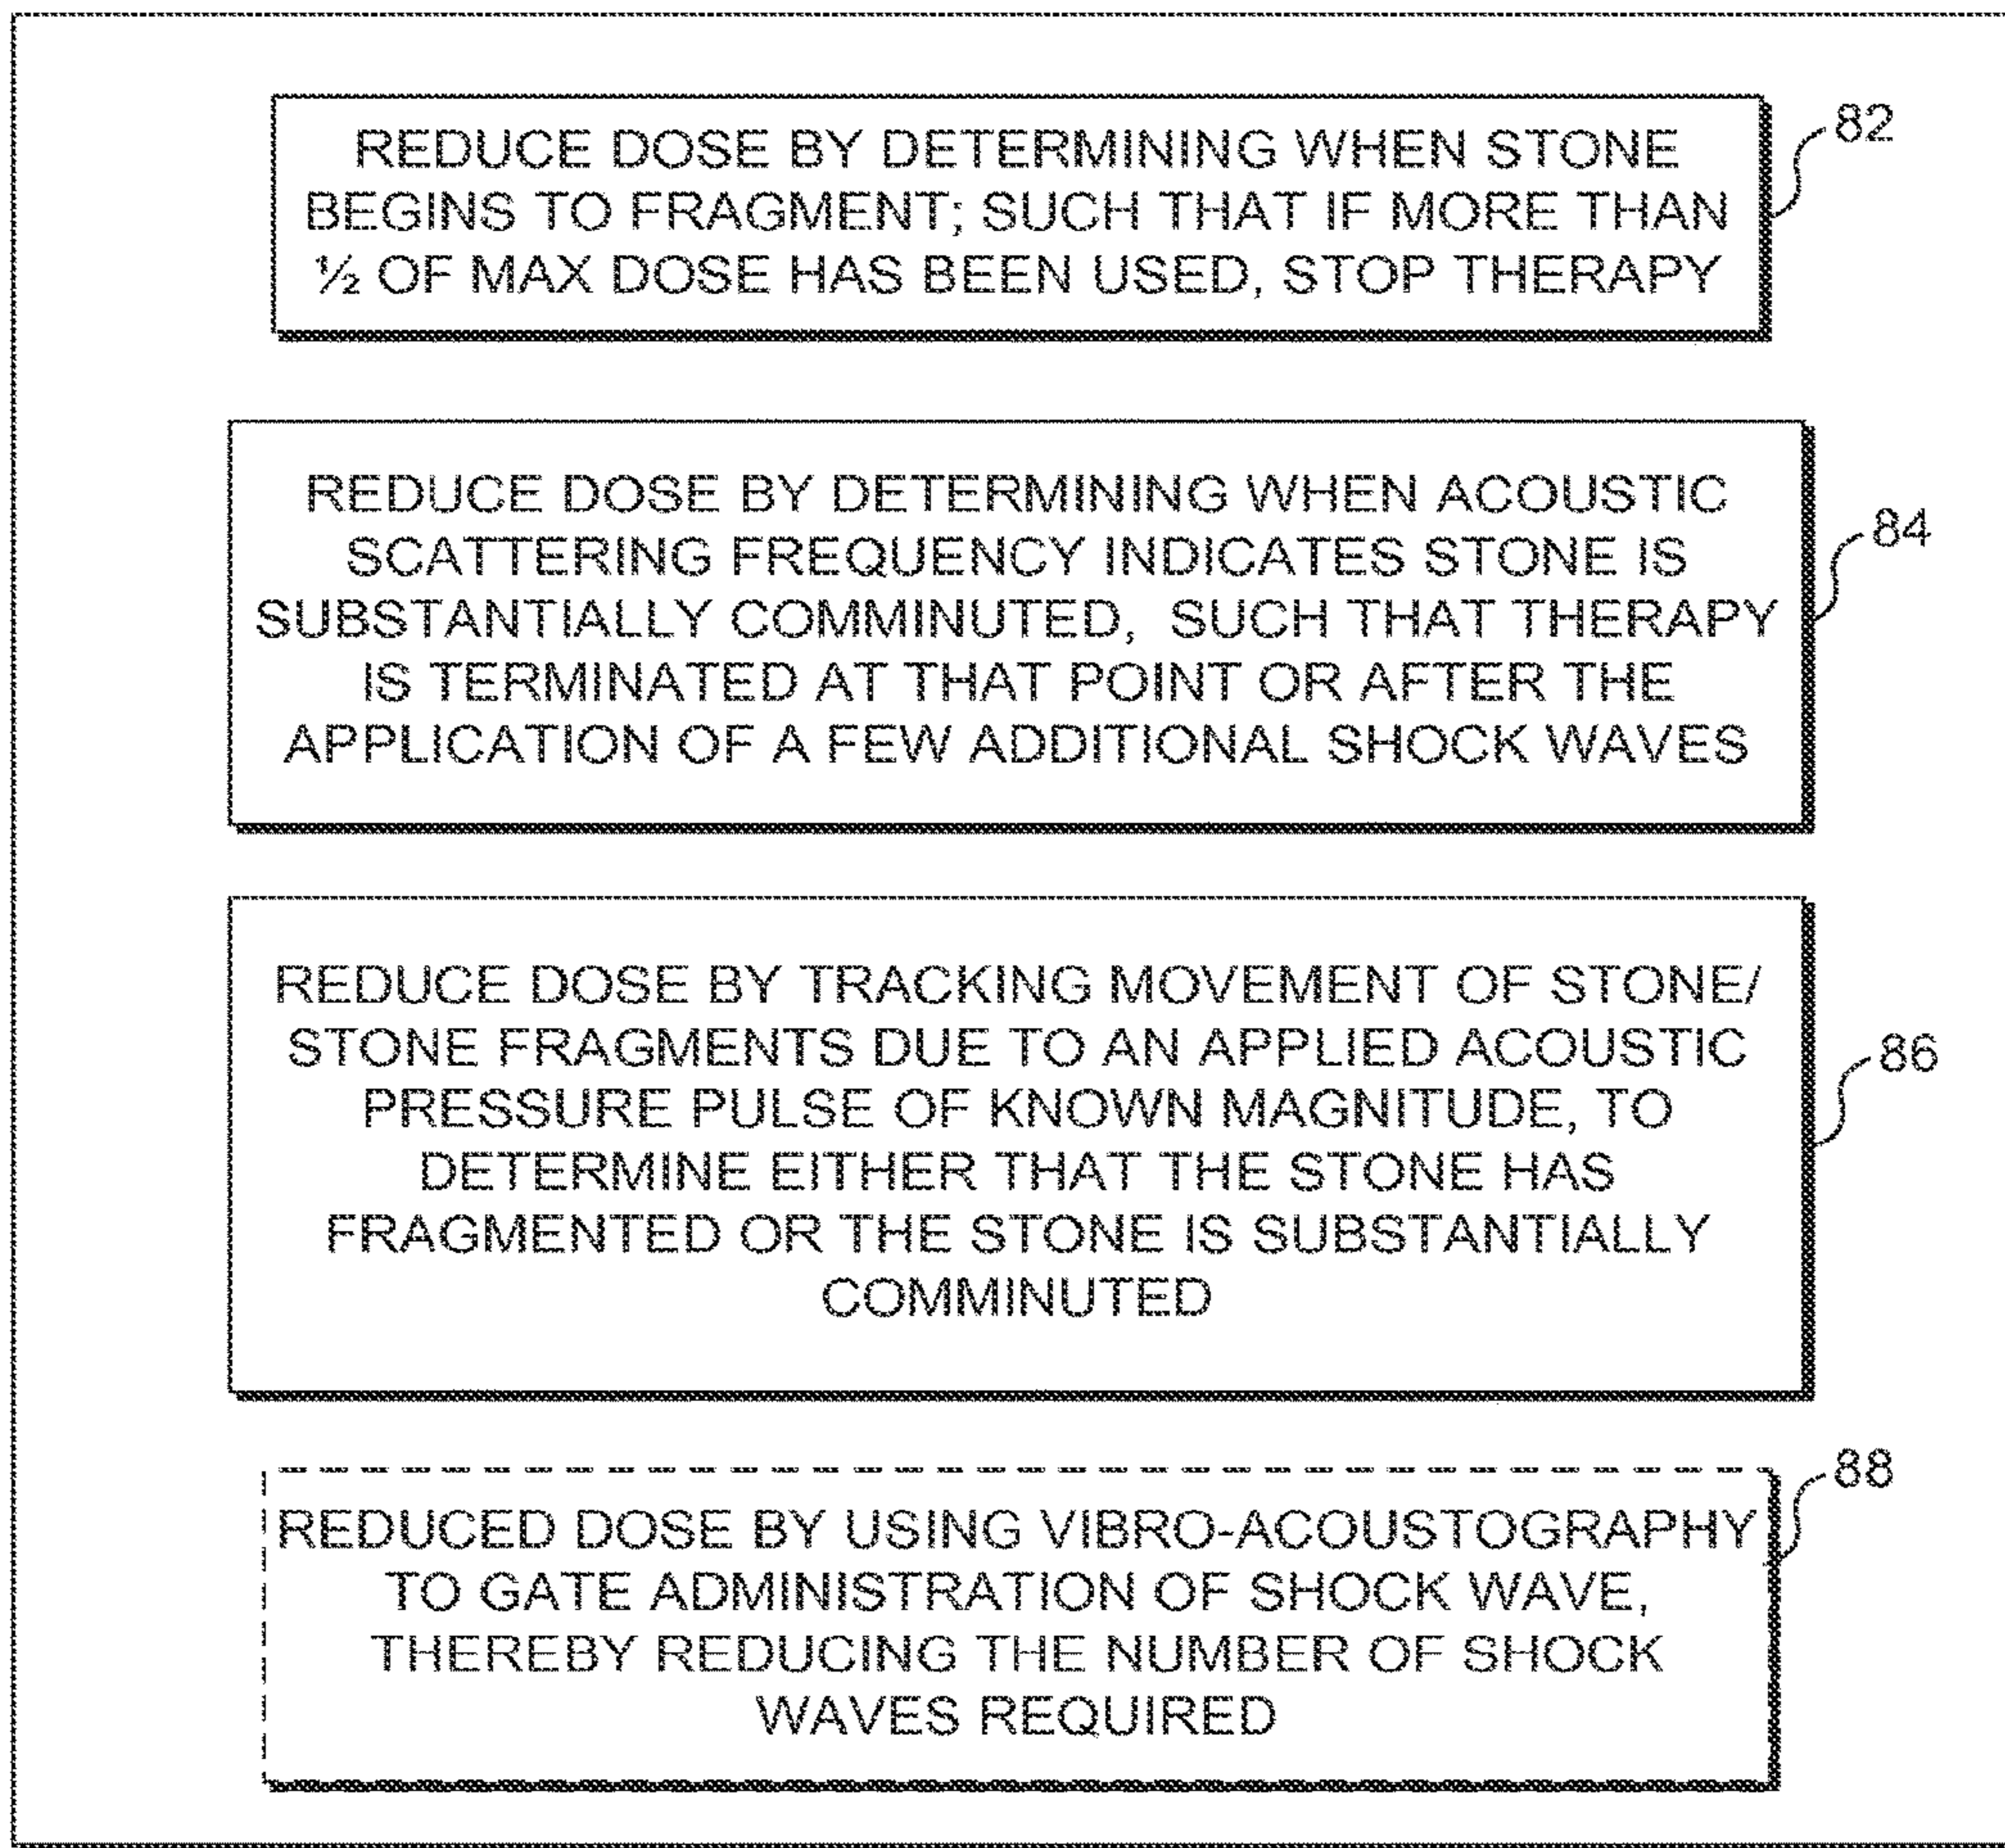 REDUCE DOSE BY DETERMINING WHEN STONE
BEGINS TO FRAGMENT; SUCH THAT IF MORE THAN
½ OF MAX DOSE HAS BEEN USED, STOP THERAPY
82
REDUCE DOSE BY DETERMINING WHEN ACOUSTIC
SCATTERING FREQUENCY INDICATES STONE IS
SUBSTANTIALLY COMMINUTED, SUCH THAT THERAPY
IS TERMINATED AT THAT POINT OR AFTER THE
APPLICATION OF A FEW ADDITIONAL SHOCK WAVES
84
REDUCE DOSE BY TRACKING MOVEMENT OF STONE/
STONE FRAGMENTS DUE TO AN APPLIED ACOUSTIC
PRESSURE PULSE OF KNOWN MAGNITUDE, TO
DETERMINE EITHER THAT THE STONE HAS
FRAGMENTED OR THE STONE IS SUBSTANTIALLY
COMMINUTED
86
REDUCED DOSE BY USING VIBRO-ACOUSTOGRAPHY
TO GATE ADMINISTRATION OF SHOCK WAVE,
THEREBY REDUCING THE NUMBER OF SHOCK
WAVES REQUIRED
88